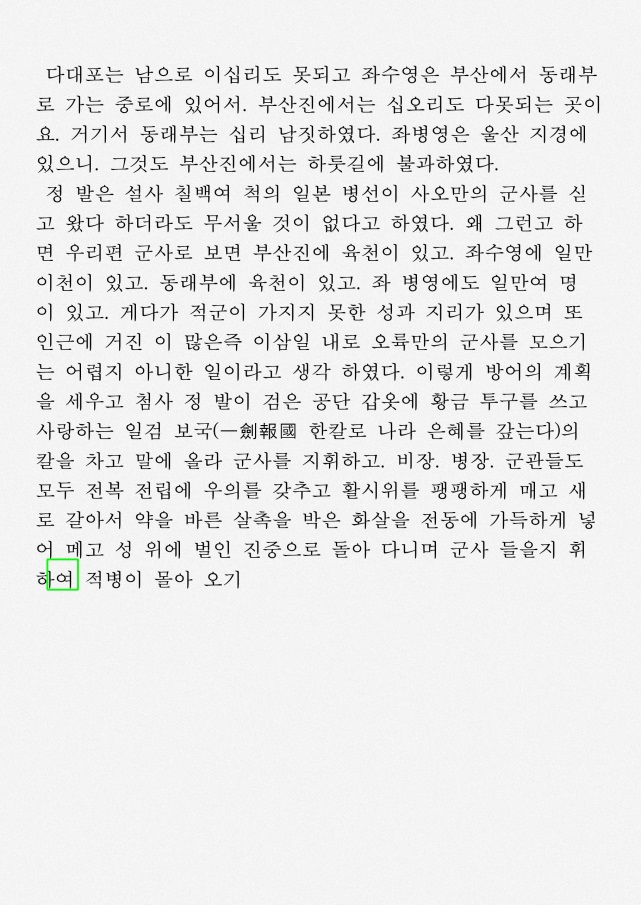 다대포는 남으로 이십리도 못되고 좌수영은 부산에서 동래부
로 가는 중로에 있어서. 부산진에서는 십오리도 다못되는 곳이
요. 거기서 동래부는 십리 남짓하였다. 좌병영은 울산 지경에
있으니. 그것도 부산진에서는 하룻길에 불과하였다.
정 발은 설사 칠백여 척의 일본 병선이 사오만의 군사를 싣
고 왔다 하더라도 무서울 것이 없다고 하였다. 왜 그런고 하
면 우리편 군사로 보면 부산진에 육천이 있고. 좌수영에 일만
이천이 있고. 동래부에 육천이 있고. 좌 병영에도 일만여 명
이 있고. 게다가 적군이 가지지 못한 성과 지리가 있으며 또
인근에 거진 이 많은즉 이삼일 내로 오륙만의 군사를 모으기
는 어렵지 아니한 일이라고 생각 하였다. 이렇게 방어의 계획
을 세우고 첨사 정 발이 검은 공단 갑옷에 황금 투구를 쓰고
사랑하는 일검 보국(一劍報國 한칼로 나라 은혜를 갚는다)의
칼을 차고 말에 올라 군사를 지휘하고. 비장. 병장. 군관들도
모두 전복 전립에 우의를 갖추고 활시위를 팽팽하게 매고 새
로 갈아서 약을 바른 살촉을 박은 화살을 전동에 가득하게 넣
어 메고 성 위에 벌인 진중으로 돌아 다니며 군사 들을지 휘
하여 적병이 몰아 오기